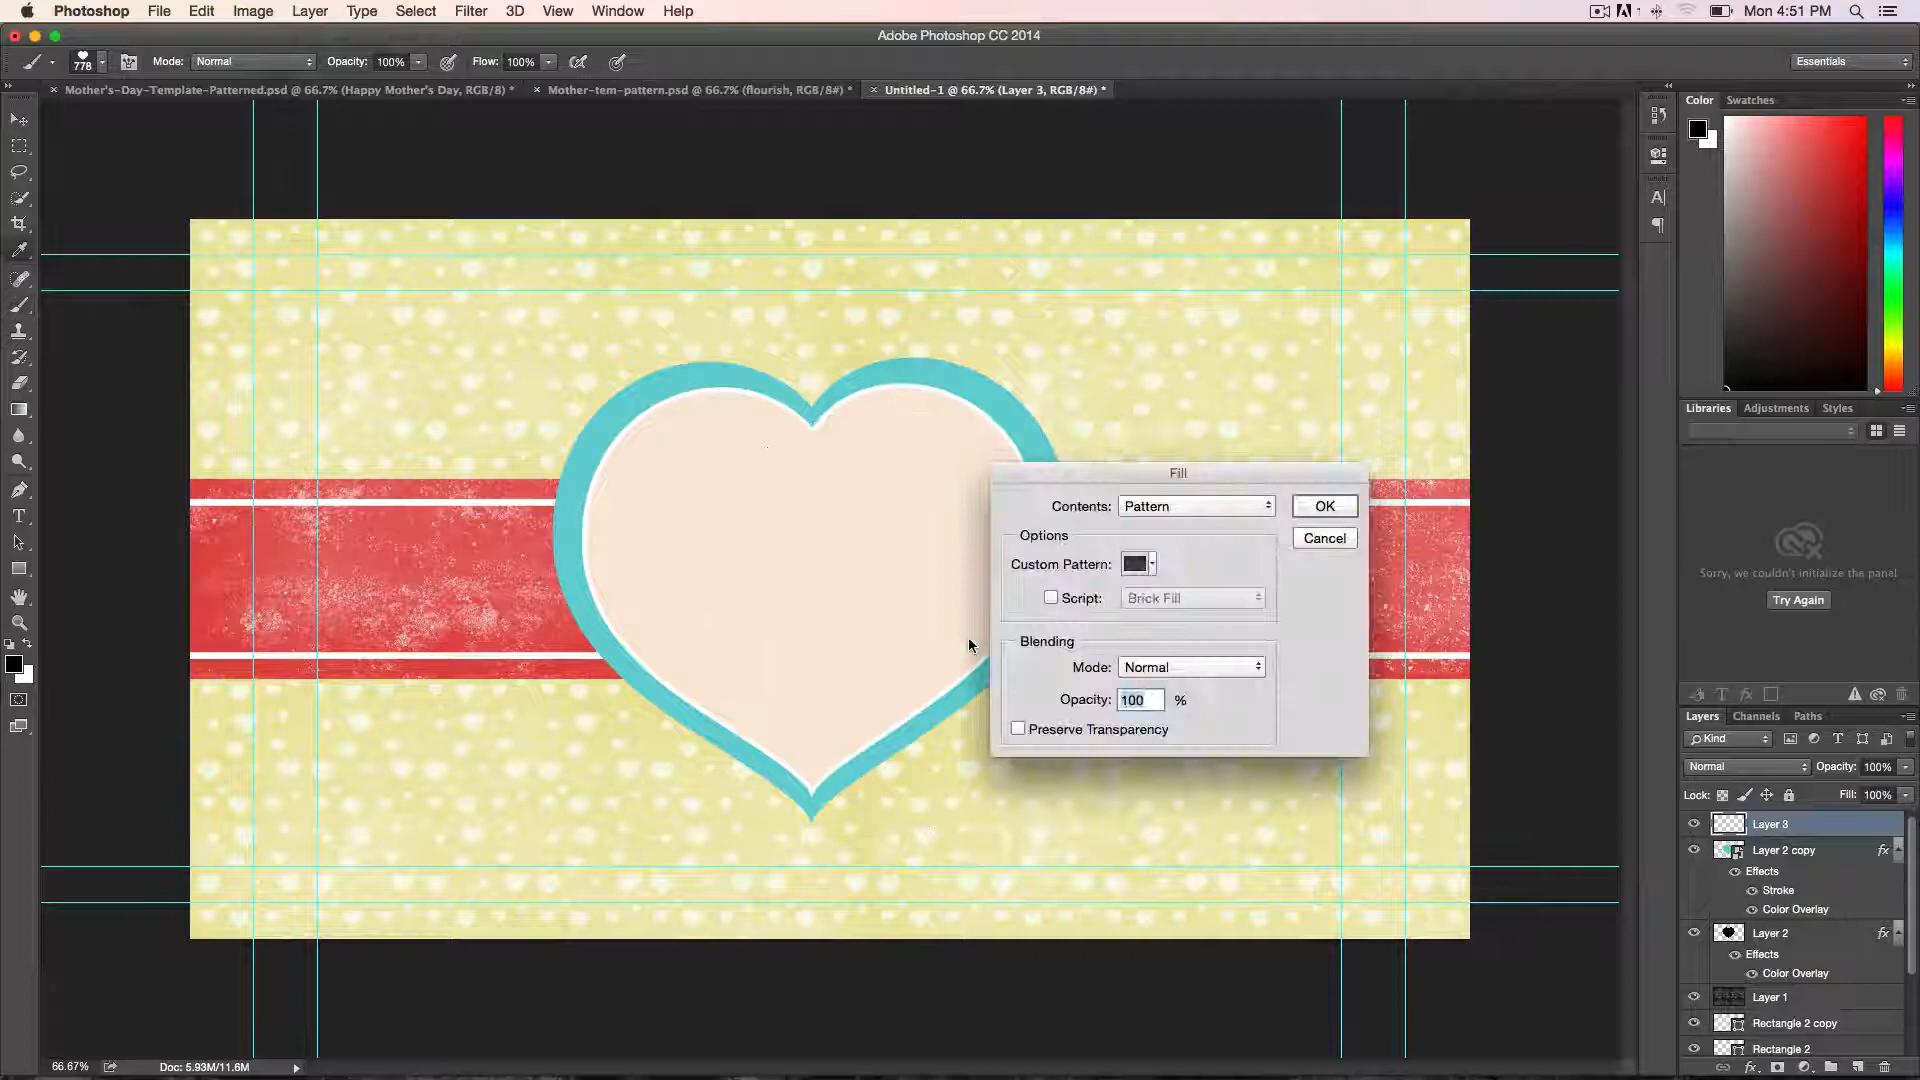 Photoshop File Edit Image Layer Type Select Filter 3D View Window Help 1 Mon 4:51 PM
Adobe Photoshop CC 2014
778 Mode: Normal Opacity: 100% Flow: 100% Essentials
Mother's-Day-Template-Patterned.psd @ 66.7% (Happy Mother's Day, RGB/8) * Mother-tem-pattern.psd @ 66.7% (flourish, RGB/8#) * Untitled-1 @ 66.7% (Layer 3, RGB/8#) *
Color Swatches
Libraries Adjustments Styles
Sorry, we couldn't initialize the panel
Try Again
Fill
Contents: Pattern OK
Options
Cancel
Custom Pattern:
Script: Brick Fill
Blending
Mode: Normal
Opacity: 100 %
Preserve Transparency
Layers Channels Paths
Kind
Normal Opacity: 100%
Lock: Fill: 100%
Layer 3
Layer 2 copy fx
Effects
Stroke
Color Overlay
Layer 2 fx
Effects
Color Overlay
Layer 1
Rectangle 2 copy
Rectangle 2
66.67% Doc: 5.93M/11.6M